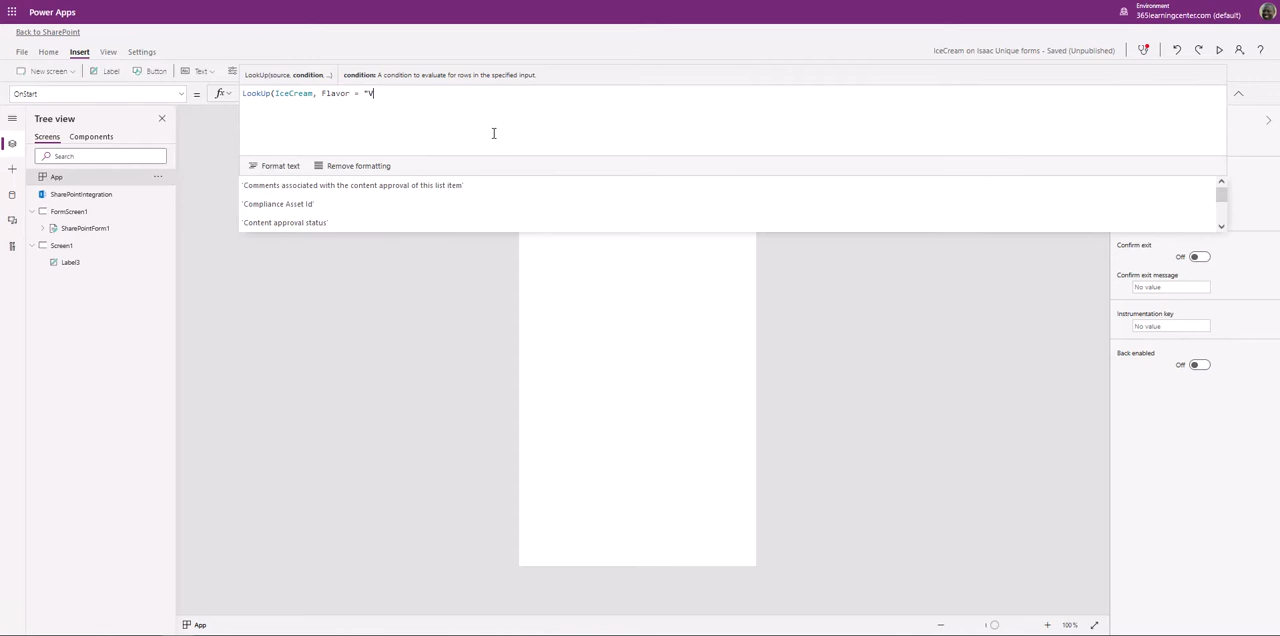 Power Apps
Environment
365learningcenter.com (default)
Back to SharePoint
File Home Insert View Settings
IceCream on Isaac Unique forms - Saved (Unpublished)
New screen Label Button Text
LookUp(source, condition, ...) condition: A condition to evaluate for rows in the specified input.
OnStart = fx LookUp(IceCream, Flavor = "V
Tree view
Screens Components
Search
Format text Remove formatting
App
'Comments associated with the content approval of this list item'
SharePointIntegration
'Compliance Asset Id'
FormScreen1
'Content approval status'
SharePointForm1
Screen1
Label3
Confirm exit
Off
Confirm exit message
No value
Instrumentation key
No value
Back enabled
Off
App
100 %